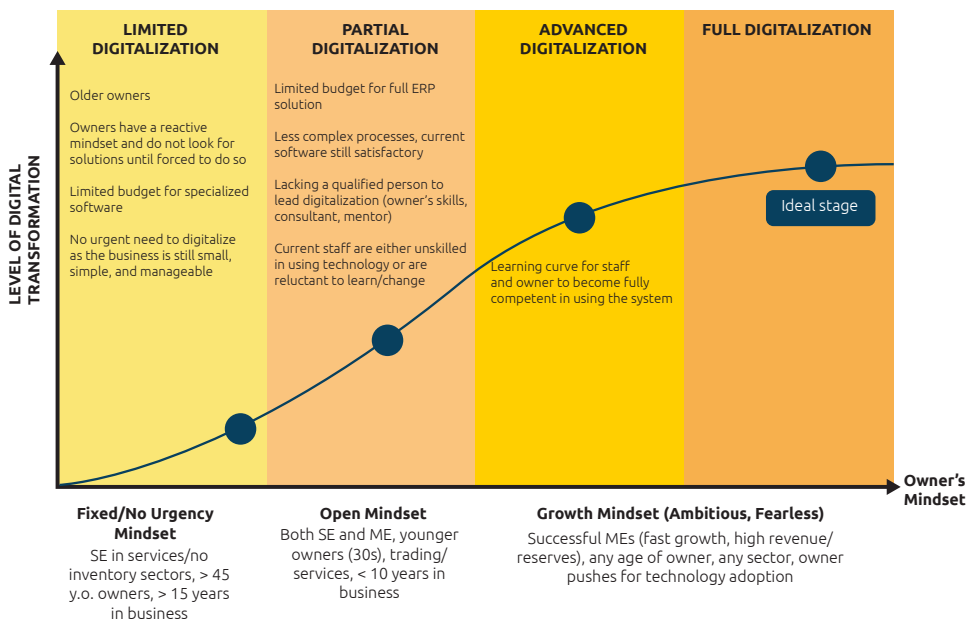 LIMITED
DIGITALIZATION
PARTIAL
DIGITALIZATION
ADVANCED
DIGITALIZATION
FULL DIGITALIZATION
LEVEL OF DIGITAL
TRANSFORMATION
Older owners
Owners have a reactive
mindset and do not look for
solutions until forced to do so
Limited budget for specialized
software
No urgent need to digitalize
as the business is still small,
simple, and manageable
Limited budget for full ERP
solution
Less complex processes, current
software still satisfactory
Lacking a qualified person to
lead digitalization (owner's skills,
consultant, mentor)
Current staff are either unskilled
in using technology or are
reluctant to learn/change
Learning curve for staff
and owner to become fully
competent in using the system
Ideal stage
Owner's
Mindset
Fixed/No Urgency
Mindset
SE in services/no
inventory sectors, > 45
y.o. owners, > 15 years
in business
Open Mindset
Both SE and ME, younger
owners (30s), trading/
services, < 10 years in
business
Growth Mindset (Ambitious, Fearless)
Successful MEs (fast growth, high revenue/
reserves), any age of owner, any sector, owner
pushes for technology adoption